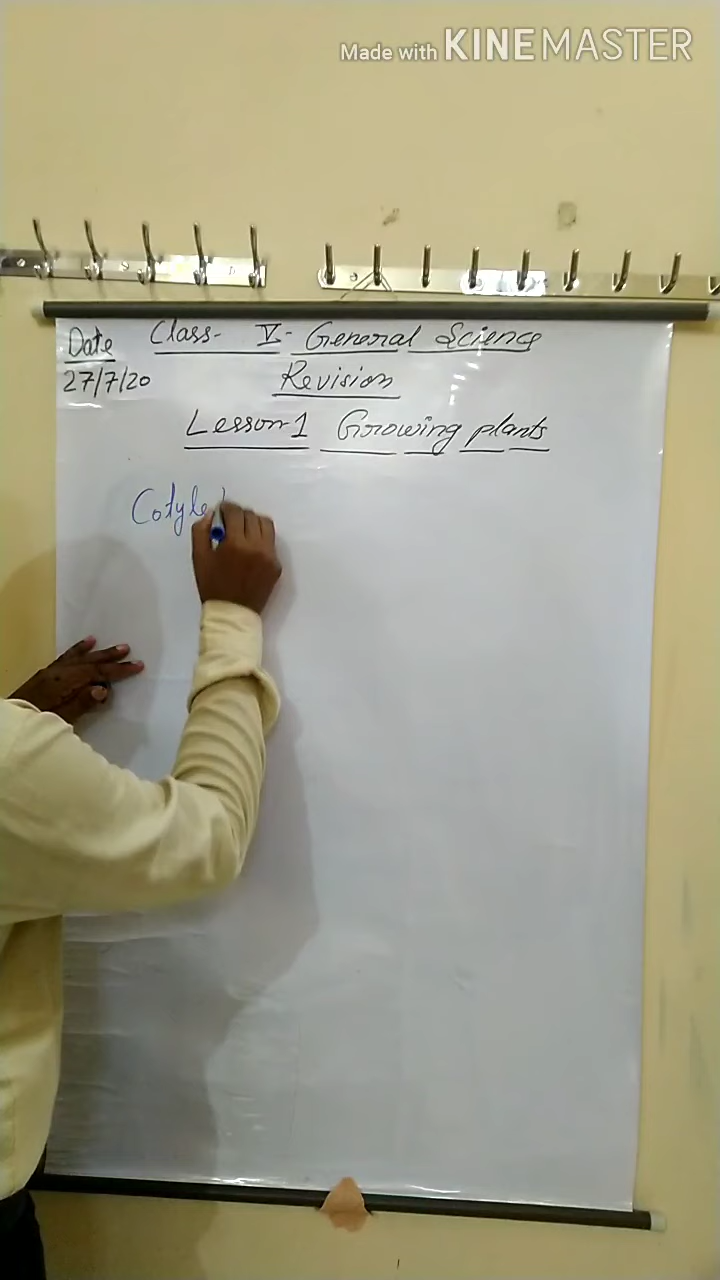 Made with KINEMASTER
Date Class- V- General Science
27/7/20 Revision
Lesson-1 Growing plants
Cotyle